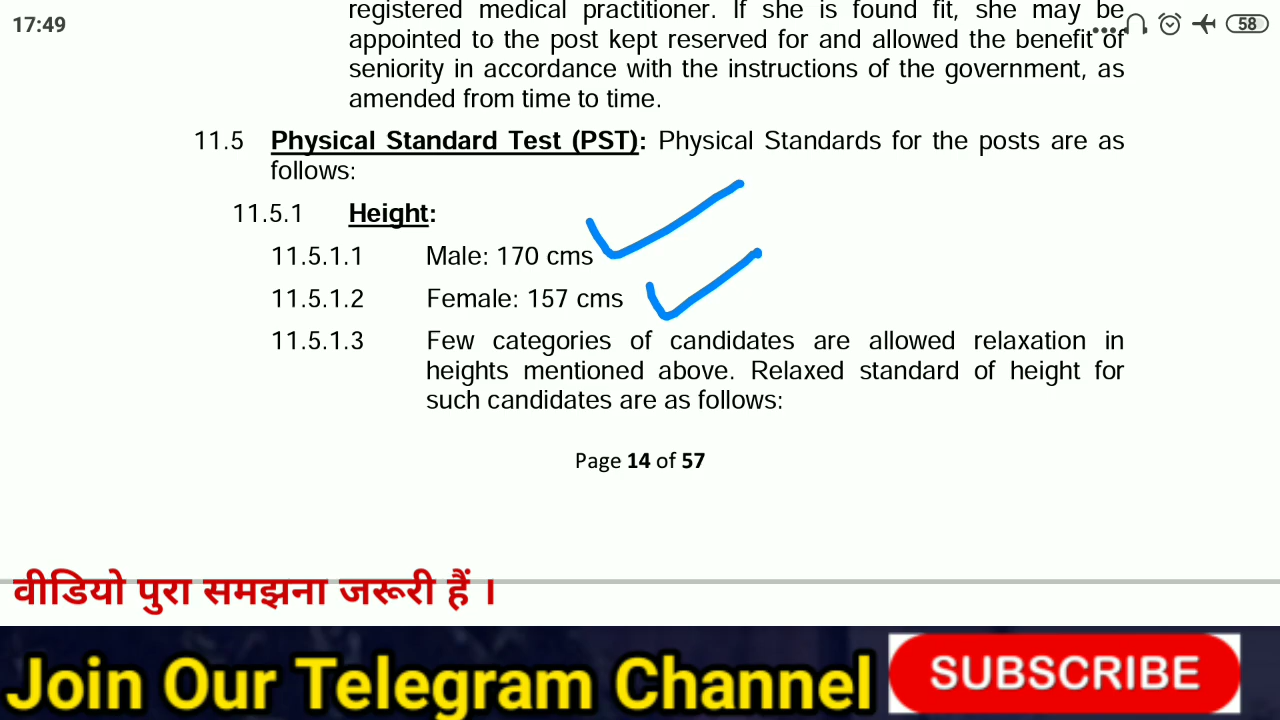 17:49
58
registered medical practitioner. If she is found fit, she may be
appointed to the post kept reserved for and allowed the benefit of
seniority in accordance with the instructions of the government, as
amended from time to time.
11.5 Physical Standard Test (PST): Physical Standards for the posts are as
follows:
11.5.1 Height:
11.5.1.1 Male: 170 cms
11.5.1.2 Female: 157 cms
11.5.1.3 Few categories of candidates are allowed relaxation in
heights mentioned above. Relaxed standard of height for
such candidates are as follows:
Page 14 of 57
वीडियो पुरा समझना जरूरी हैं ।
Join Our Telegram Channel SUBSCRIBE